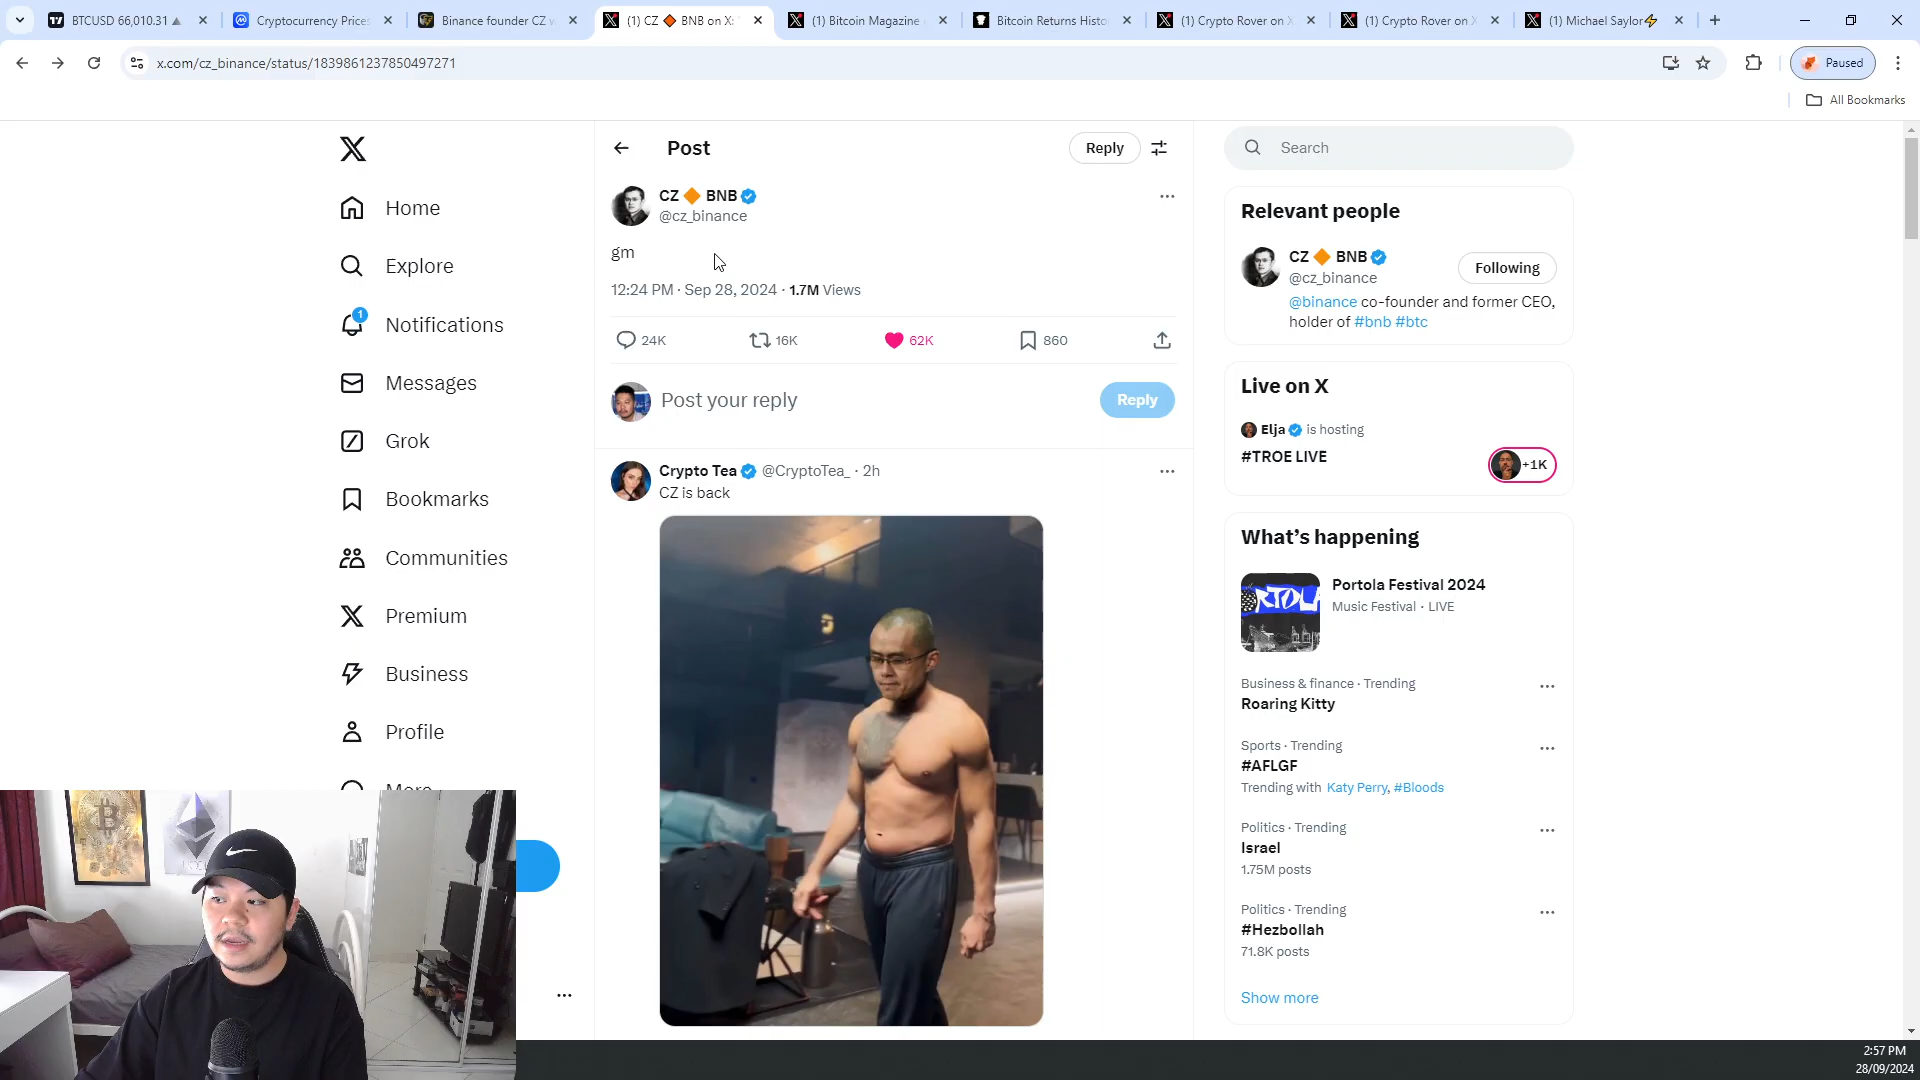 BTCUSD 66,010.31
Cryptocurrency Prices
Binance founder CZ w
(1) CZ 🔶 BNB on X:
(1) Bitcoin Magazine
Bitcoin Returns Histo
(1) Crypto Rover on X
(1) Crypto Rover on X
(1) Michael Saylor⚡
x.com/cz_binance/status/1839861237850497271
Paused
All Bookmarks
Home
Explore
1
Notifications
Messages
Grok
Bookmarks
Communities
Premium
Business
Profile
More
Post
Reply
CZ 🔶 BNB
@cz_binance
gm
12:24 PM · Sep 28, 2024 · 1.7M Views
24K
16K
62K
860
Post your reply
Reply
Crypto Tea @CryptoTea_ · 2h
CZ is back
Search
Relevant people
CZ 🔶 BNB
@cz_binance
Following
@binance co-founder and former CEO,
holder of #bnb #btc
Live on X
Elja is hosting
#TROE LIVE
+1K
What’s happening
Portola Festival 2024
Music Festival · LIVE
Business & finance · Trending
Roaring Kitty
Sports · Trending
#AFLGF
Trending with Katy Perry, #Bloods
Politics · Trending
Israel
1.75M posts
Politics · Trending
#Hezbollah
71.8K posts
Show more
2:57 PM
28/09/2024